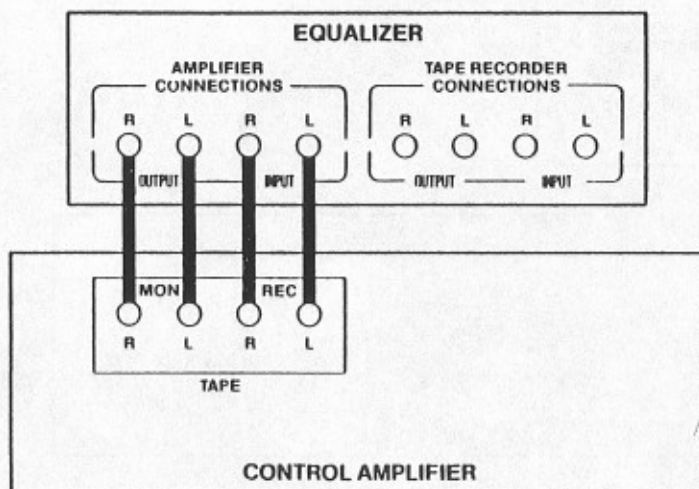 EQUALIZER
AMPLIFIER
CONNECTIONS
TAPE RECORDER
CONNECTIONS
R L R L
R L R L
OUTPUT INPUT
OUTPUT INPUT
MON REC
R L R L
TAPE
CONTROL AMPLIFIER